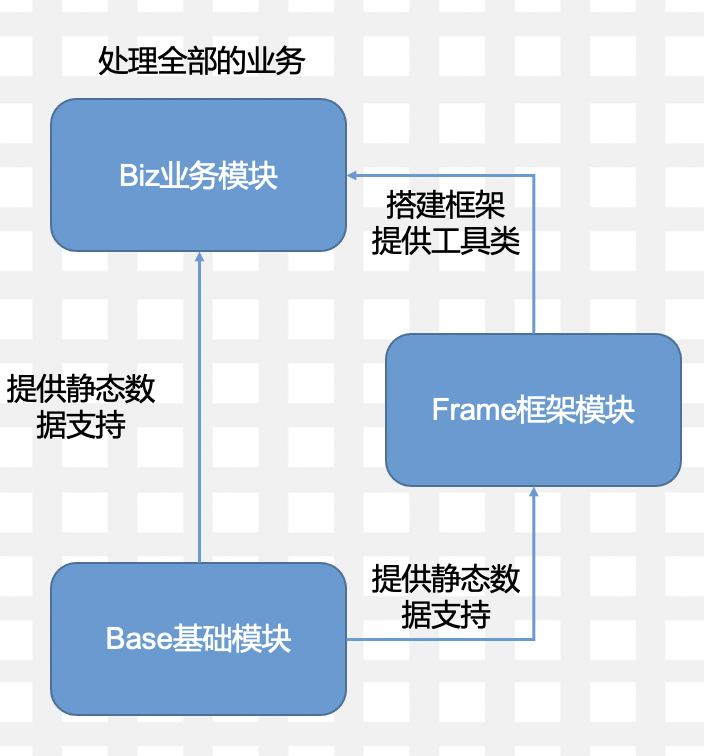 处理全部的业务
Biz业务模块
搭建框架
提供工具类
提供静态数
据支持
Frame框架模块
提供静态数
据支持
Base基础模块